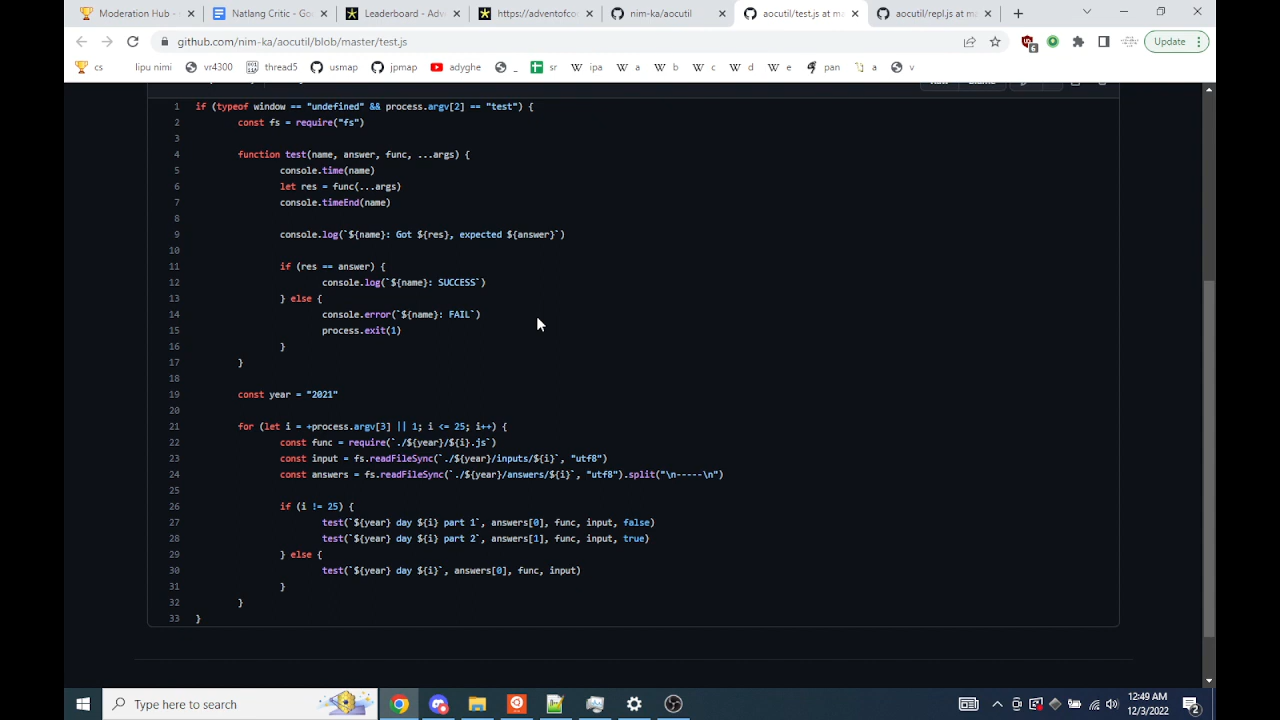 Moderation Hub -
Natlang Critic - Go
Leaderboard - Adv
https://adventofco
nim-ka/aocutil
aocutil/test.js at ma
aocutil/repl.js at ma
github.com/nim-ka/aocutil/blob/master/test.js
6
Update
cs
lipu nimi
vr4300
thread5
usmap
jpmap
adyghe
_
sr
ipa
a
b
c
d
e
pan
a
v
1 if (typeof window == "undefined" && process.argv[2] == "test") {
2 const fs = require("fs")
3
4 function test(name, answer, func, ...args) {
5 console.time(name)
6 let res = func(...args)
7 console.timeEnd(name)
8
9 console.log(`${name}: Got ${res}, expected ${answer}`)
10
11 if (res == answer) {
12 console.log(`${name}: SUCCESS`)
13 } else {
14 console.error(`${name}: FAIL`)
15 process.exit(1)
16 }
17 }
18
19 const year = "2021"
20
21 for (let i = +process.argv[3] || 1; i <= 25; i++) {
22 const func = require(`./${year}/${i}.js`)
23 const input = fs.readFileSync(`./${year}/inputs/${i}`, "utf8")
24 const answers = fs.readFileSync(`./${year}/answers/${i}`, "utf8").split("\n-----\n")
25
26 if (i != 25) {
27 test(`${year} day ${i} part 1`, answers[0], func, input, false)
28 test(`${year} day ${i} part 2`, answers[1], func, input, true)
29 } else {
30 test(`${year} day ${i}`, answers[0], func, input)
31 }
32 }
33 }
Type here to search
12:49 AM
12/3/2022
2